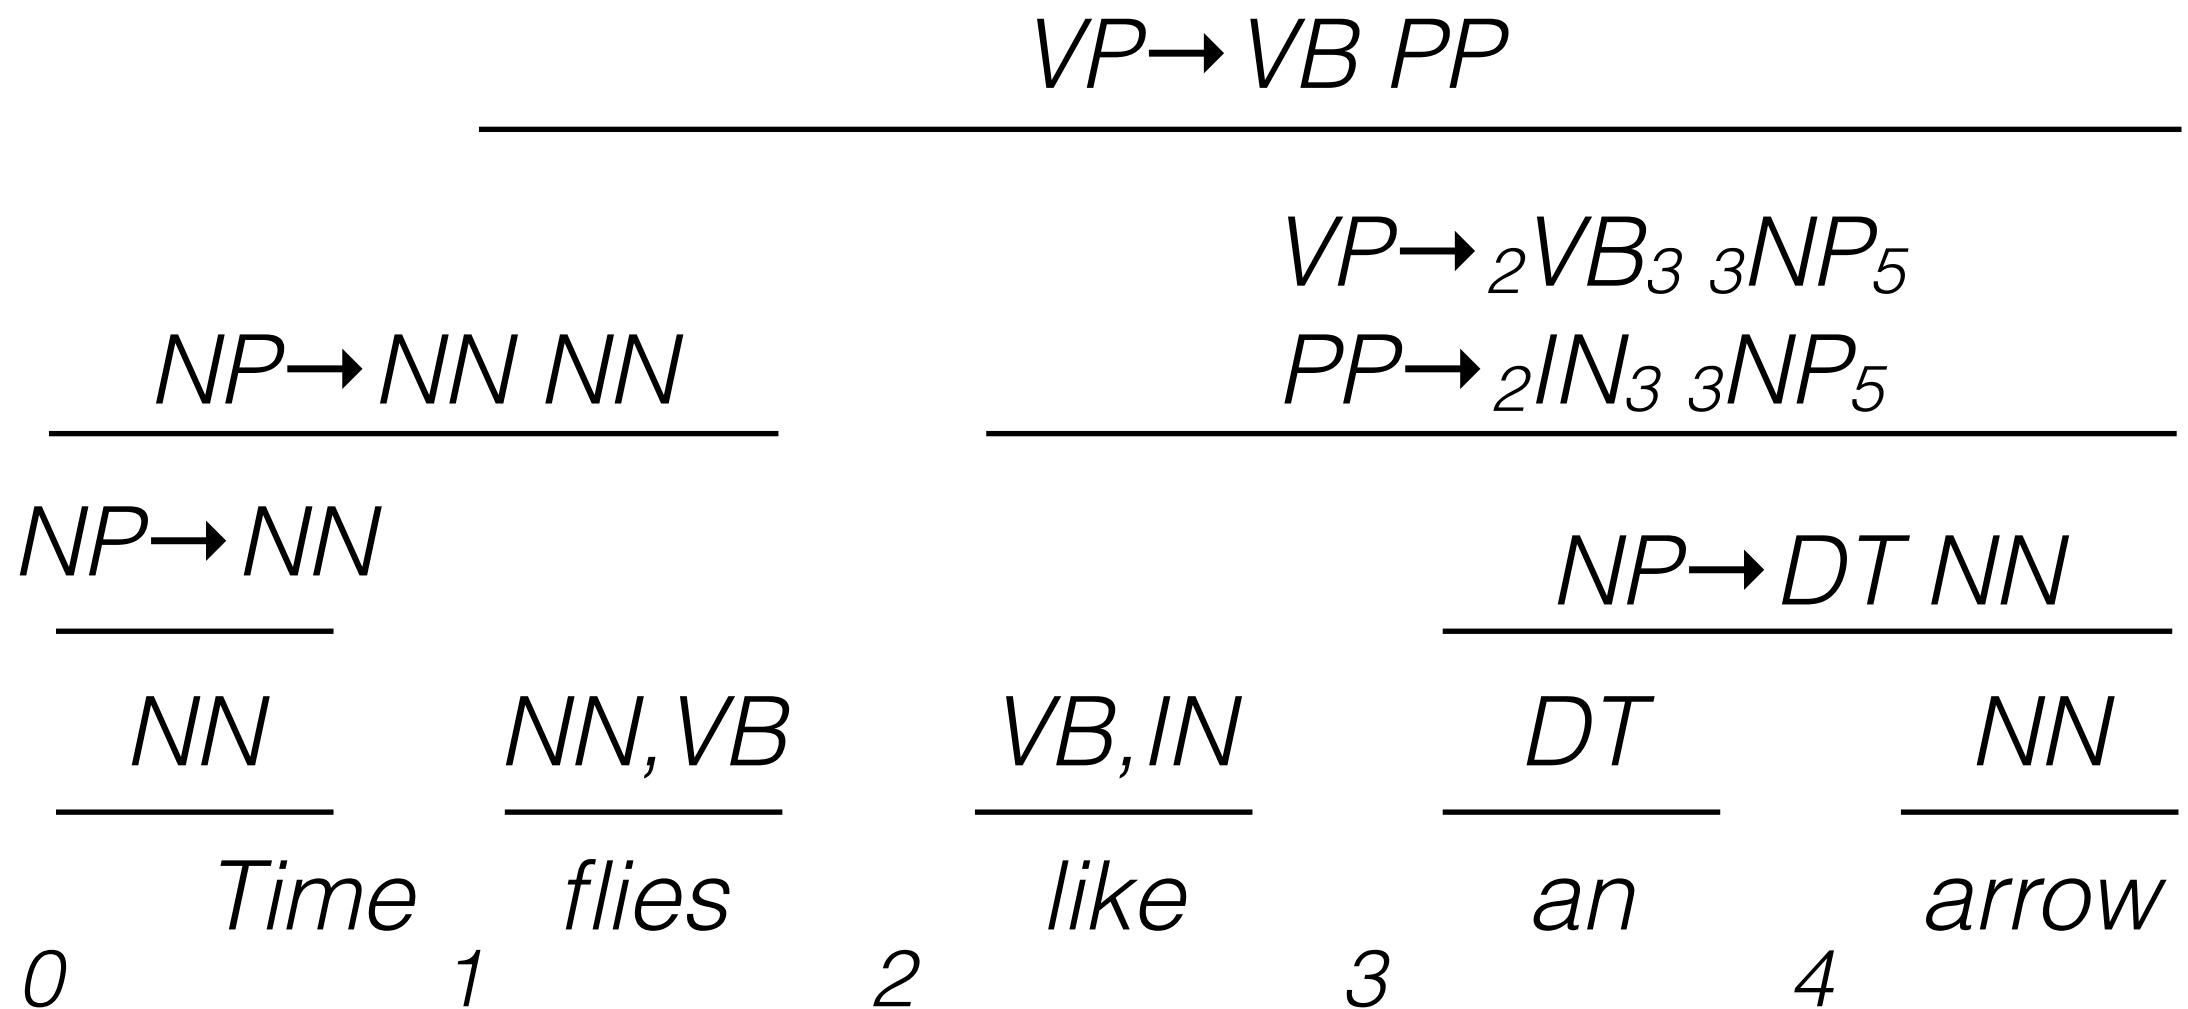 VP→VB PP
VP→₂VB₃ ₃NP₅
NP→NN NN PP→₂IN₃ ₃NP₅
NP→NN NP→DT NN
NN NN,VB VB,IN DT NN
Time flies like an arrow
0 1 2 3 4